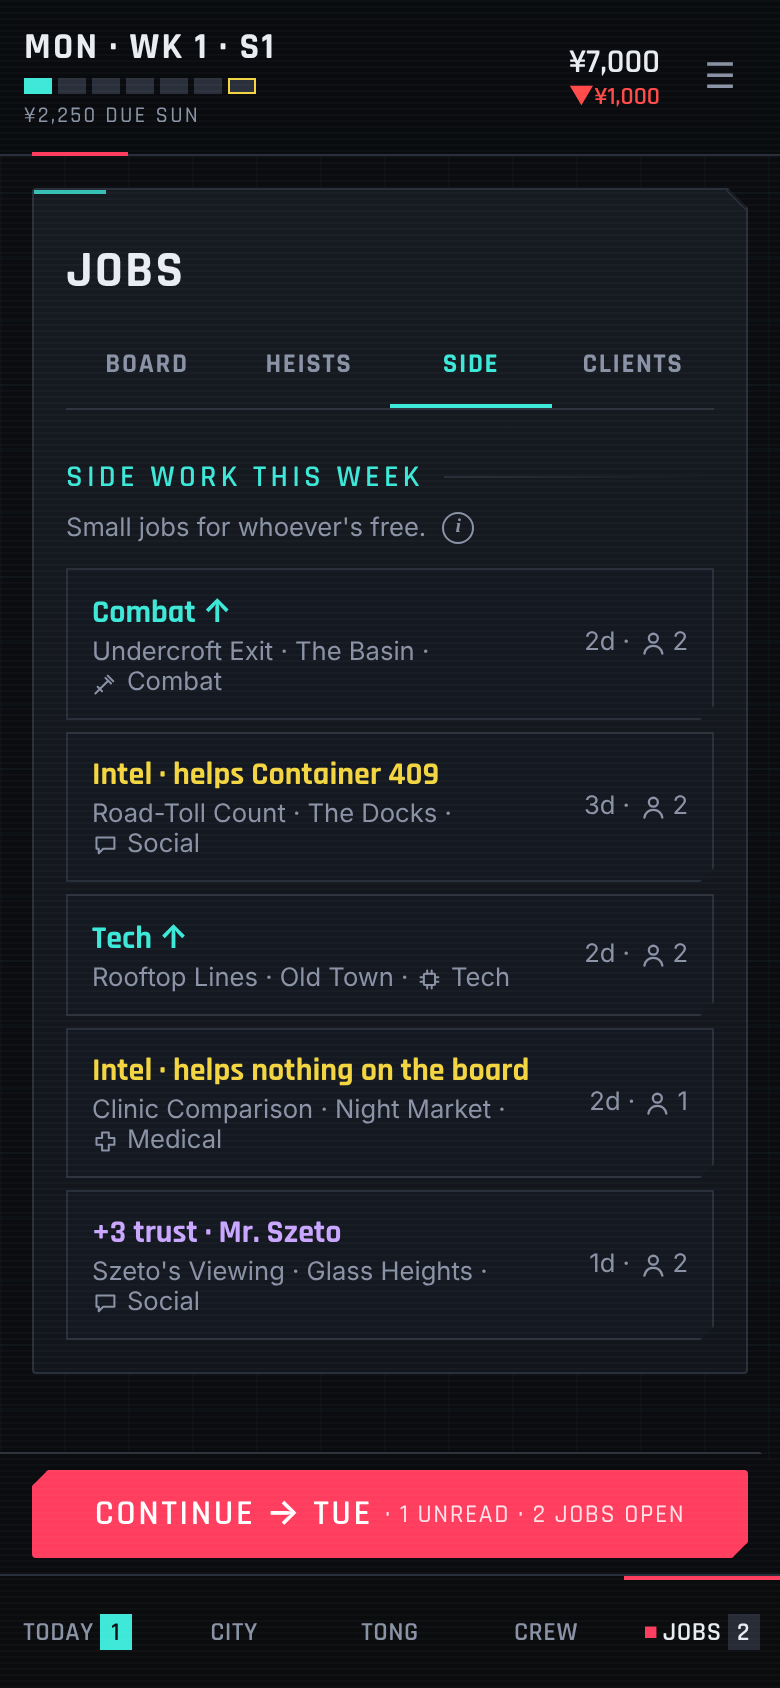 MON · WK 1 · S1
¥2,250 DUE SUN
¥7,000
▼¥1,000
JOBS
BOARD HEISTS SIDE CLIENTS
SIDE WORK THIS WEEK
Small jobs for whoever's free. i
Combat ↑
Undercroft Exit · The Basin ·
Combat
2d · 2
Intel · helps Container 409
Road-Toll Count · The Docks ·
Social
3d · 2
Tech ↑
Rooftop Lines · Old Town · Tech
2d · 2
Intel · helps nothing on the board
Clinic Comparison · Night Market ·
Medical
2d · 1
+3 trust · Mr. Szeto
Szeto's Viewing · Glass Heights ·
Social
1d · 2
CONTINUE → TUE · 1 UNREAD · 2 JOBS OPEN
TODAY 1 CITY TONG CREW JOBS 2